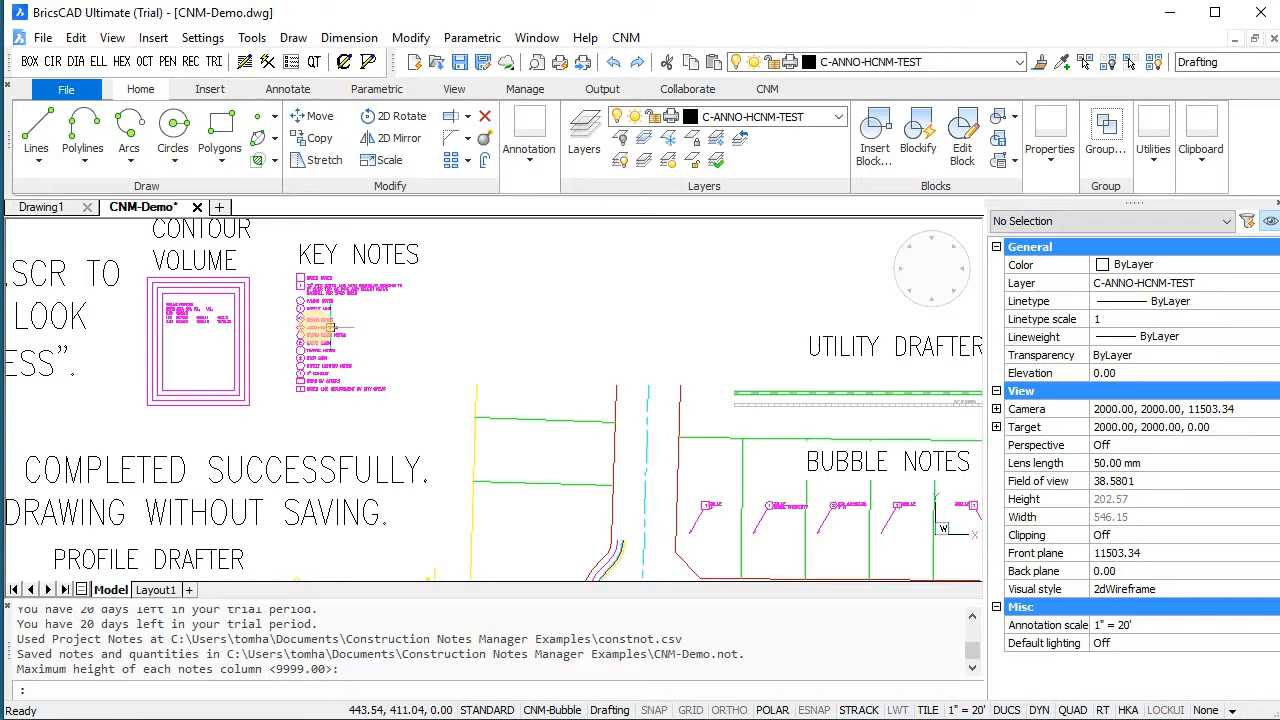 BricsCAD Ultimate (Trial) - [CNM-Demo.dwg]
File Edit View Insert Settings Tools Draw Dimension Modify Parametric Window Help CNM
BOX CIR DIA ELL HEX OCT PEN REC TRI QT C-ANNO-HCNM-TEST Drafting
File Home Insert Annotate Parametric View Manage Output Collaborate CNM
Lines Polylines Arcs Circles Polygons
Move 2D Rotate
Copy 2D Mirror
Stretch Scale
Annotation
Layers C-ANNO-HCNM-TEST
Insert Block... Blockify Edit Block
Properties Group... Utilities Clipboard
Draw Modify Layers Blocks Group
Drawing1 CNM-Demo*
CONTOUR
VOLUME
KEY NOTES
.SCR TO
LOOK
ESS”
UTILITY DRAFTER
BUBBLE NOTES
COMPLETED SUCCESSFULLY.
DRAWING WITHOUT SAVING.
PROFILE DRAFTER
W
X
Model Layout1
You have 20 days left in your trial period.
You have 20 days left in your trial period.
Used Project Notes at C:\Users\tomha\Documents\Construction Notes Manager Examples\constnot.csv
Saved notes and quantities in C:\Users\tomha\Documents\Construction Notes Manager Examples\CNM-Demo.not.
Maximum height of each notes column <9999.00>:
:
No Selection
General
Color ByLayer
Layer C-ANNO-HCNM-TEST
Linetype ByLayer
Linetype scale 1
Lineweight ByLayer
Transparency ByLayer
Elevation 0.00
View
Camera 2000.00, 2000.00, 11503.34
Target 2000.00, 2000.00, 0.00
Perspective Off
Lens length 50.00 mm
Field of view 38.5801
Height 202.57
Width 546.15
Clipping Off
Front plane 11503.34
Back plane 0.00
Visual style 2dWireframe
Misc
Annotation scale 1" = 20'
Default lighting Off
Ready 443.54, 411.04, 0.00 STANDARD CNM-Bubble Drafting SNAP GRID ORTHO POLAR ESNAP STRACK LWT TILE 1" = 20' DUCS DYN QUAD RT HKA LOCKUI None